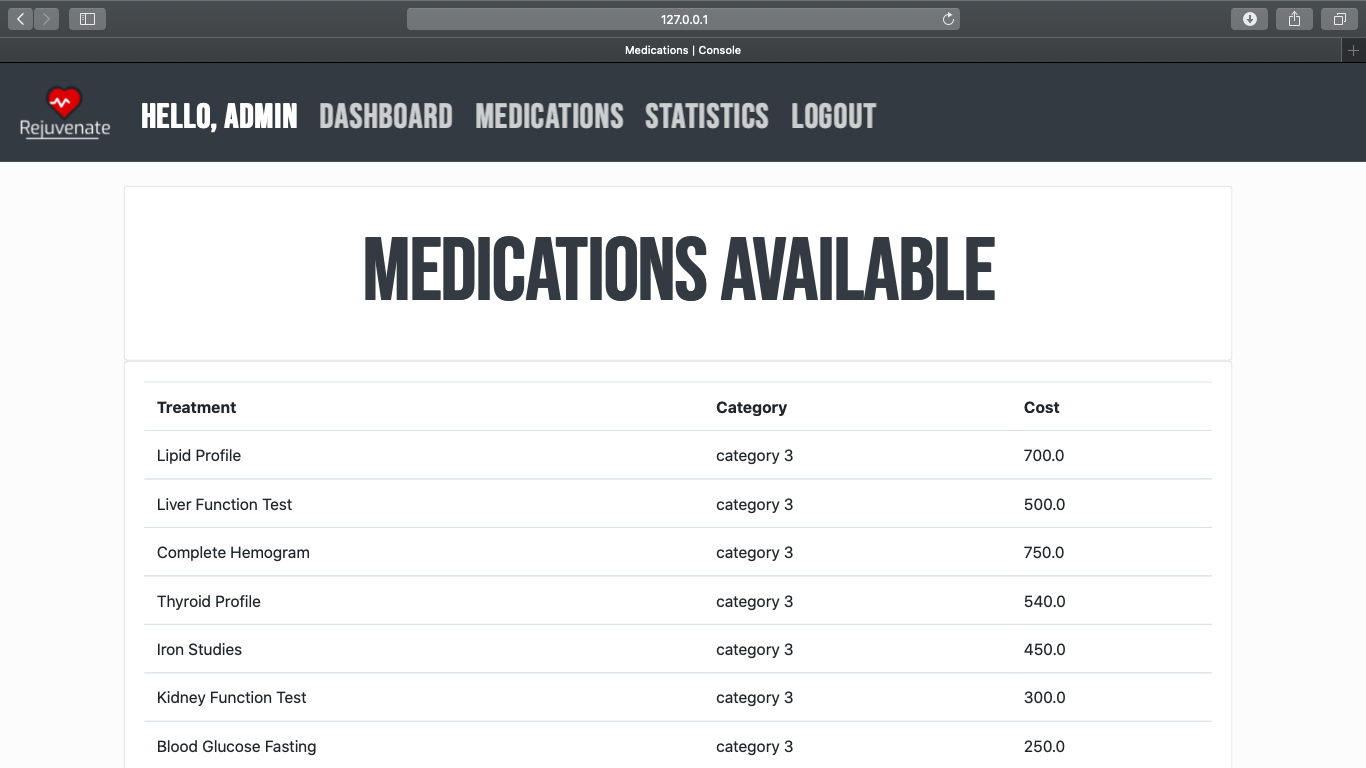 127.0.0.1
Medications | Console
Rejuvenate HELLO, ADMIN DASHBOARD MEDICATIONS STATISTICS LOGOUT
MEDICATIONS AVAILABLE
Treatment Category Cost
Lipid Profile category 3 700.0
Liver Function Test category 3 500.0
Complete Hemogram category 3 750.0
Thyroid Profile category 3 540.0
Iron Studies category 3 450.0
Kidney Function Test category 3 300.0
Blood Glucose Fasting category 3 250.0